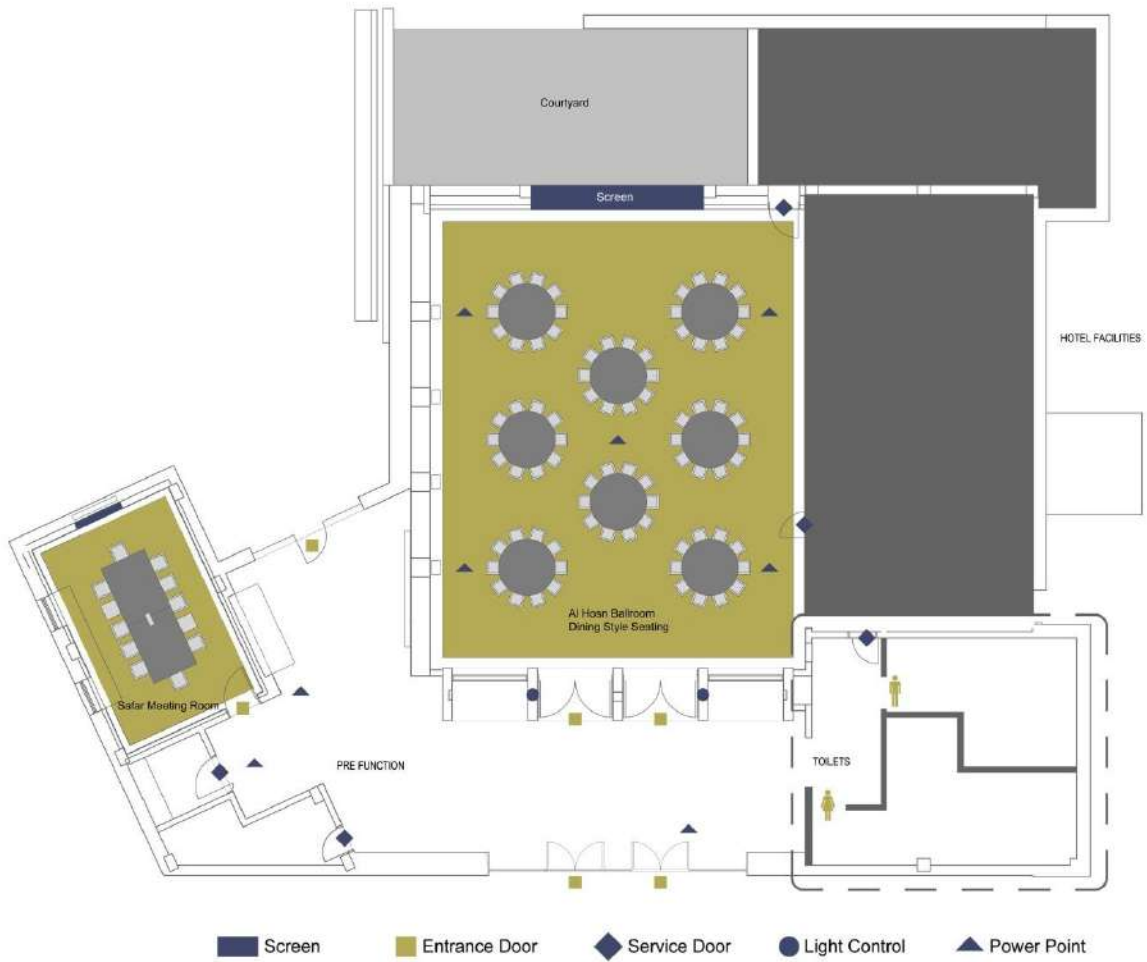 Courtyard
Screen
HOTEL FACILITIES
Al Hosn Ballroom
Dining Style Seating
Safar Meeting Room
PRE FUNCTION
TOILETS
Screen
Entrance Door
Service Door
Light Control
Power Point